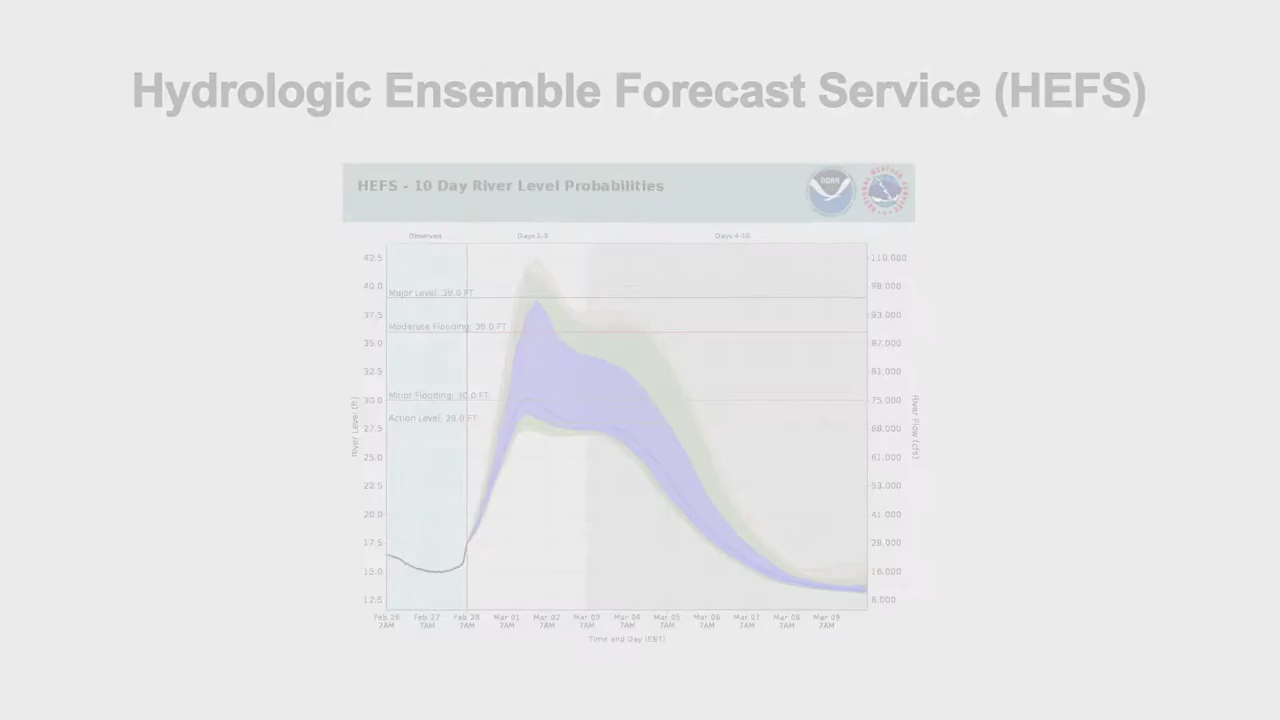 Hydrologic Ensemble Forecast Service (HEFS)
HEFS - 10 Day River Level Probabilities
NOAA
Observed Days 1-3 Days 4-10
42.5 110,000
40.0 98,000
Major Level: 39.0 FT
37.5 93,000
Moderate Flooding: 36.0 FT
35.0 87,000
32.5 81,000
Minor Flooding: 30.0 FT
30.0 75,000
Action Level: 28.0 FT
27.5 68,000
25.0 61,000
22.5 53,000
20.0 41,000
17.5 28,000
15.0 16,000
12.5 8,000
River Level (ft)
River Flow (cfs)
Feb 26 Feb 27 Feb 28 Mar 01 Mar 02 Mar 03 Mar 04 Mar 05 Mar 06 Mar 07 Mar 08 Mar 09
7AM 7AM 7AM 7AM 7AM 7AM 7AM 7AM 7AM 7AM 7AM 7AM
Time and Day (EST)